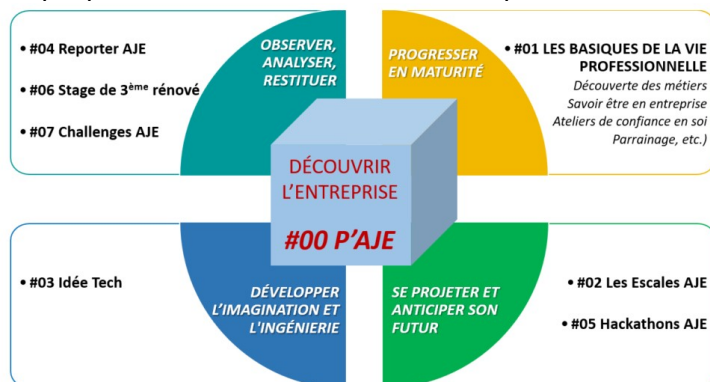 • #04 Reporter AJE
• #06 Stage de 3ème rénové
• #07 Challenges AJE
OBSERVER,
ANALYSER,
RESTITUER
PROGRESSER
EN MATURITÉ
• #01 LES BASIQUES DE LA VIE
PROFESSIONNELLE
Découverte des métiers
Savoir être en entreprise
Ateliers de confiance en soi
Parrainage, etc.)
DÉCOUVRIR
L'ENTREPRISE
#00 P'AJE
• #03 Idée Tech
DÉVELOPPER
L'IMAGINATION ET
L'INGÉNIERIE
SE PROJETER ET
ANTICIPER SON
FUTUR
• #02 Les Escales AJE
• #05 Hackathons AJE